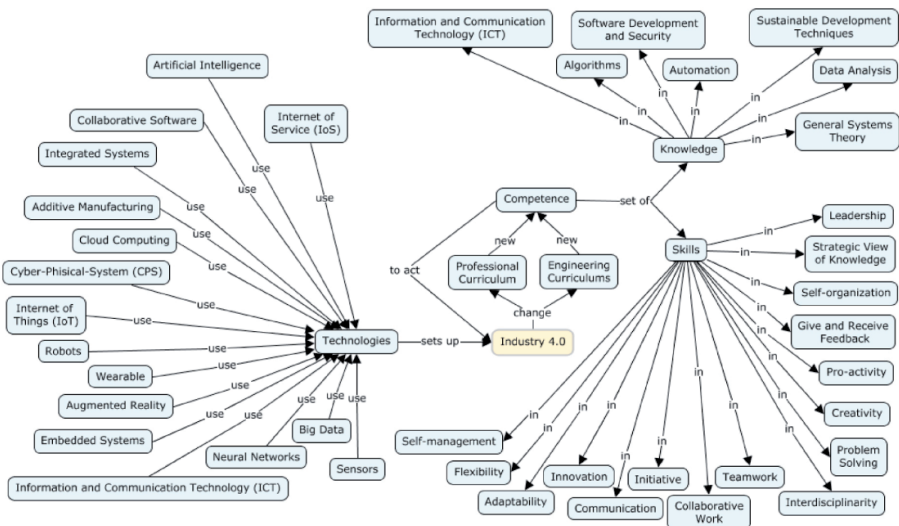 Information and Communication
Technology (ICT)
Software Development
and Security
Sustainable Development
Techniques
Artificial Intelligence
Algorithms
Automation
Data Analysis
in
in
in
in
in
in
in
Collaborative Software
Internet of
Service (IoS)
General Systems
Theory
Integrated Systems
Knowledge
use
use
use
use
use
use
Additive Manufacturing
Cloud Computing
Competence
set of
Leadership
in
Skills
in
Strategic View
of Knowledge
new
new
Cyber-Phisical-System (CPS)
to act
Professional
Curriculum
Engineering
Curriculums
in
Self-organization
use
Internet of
Things (IoT)
use
change
in
Give and Receive
Feedback
Robots
use
Technologies
sets up
Industry 4.0
in
Pro-activity
Wearable
use
Augmented Reality
use
use
use
use
use
in
Creativity
Embedded Systems
Big Data
in
in
in
in
in
in
in
in
in
in
Self-management
Problem
Solving
Neural Networks
Sensors
Flexibility
Innovation
Initiative
Teamwork
Information and Communication Technology (ICT)
Adaptability
Communication
Collaborative
Work
Interdisciplinarity